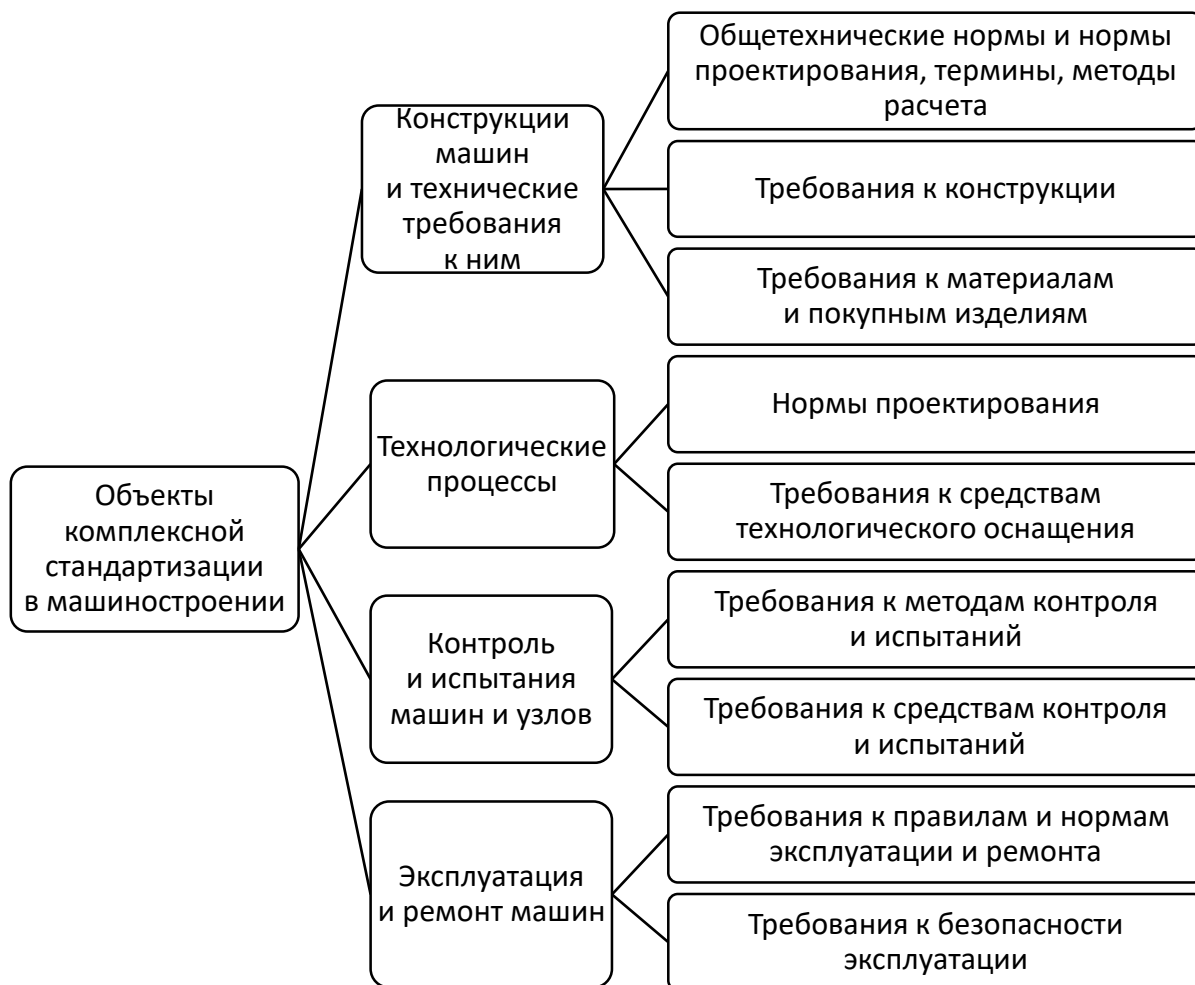 Объекты
комплексной
стандартизации
в машиностроении
Конструкции
машин
и технические
требования
к ним
Общетехнические нормы и нормы
проектирования, термины, методы
расчета
Требования к конструкции
Требования к материалам
и покупным изделиям
Технологические
процессы
Нормы проектирования
Требования к средствам
технологического оснащения
Контроль
и испытания
машин и узлов
Требования к методам контроля
и испытаний
Требования к средствам контроля
и испытаний
Эксплуатация
и ремонт машин
Требования к правилам и нормам
эксплуатации и ремонта
Требования к безопасности
эксплуатации